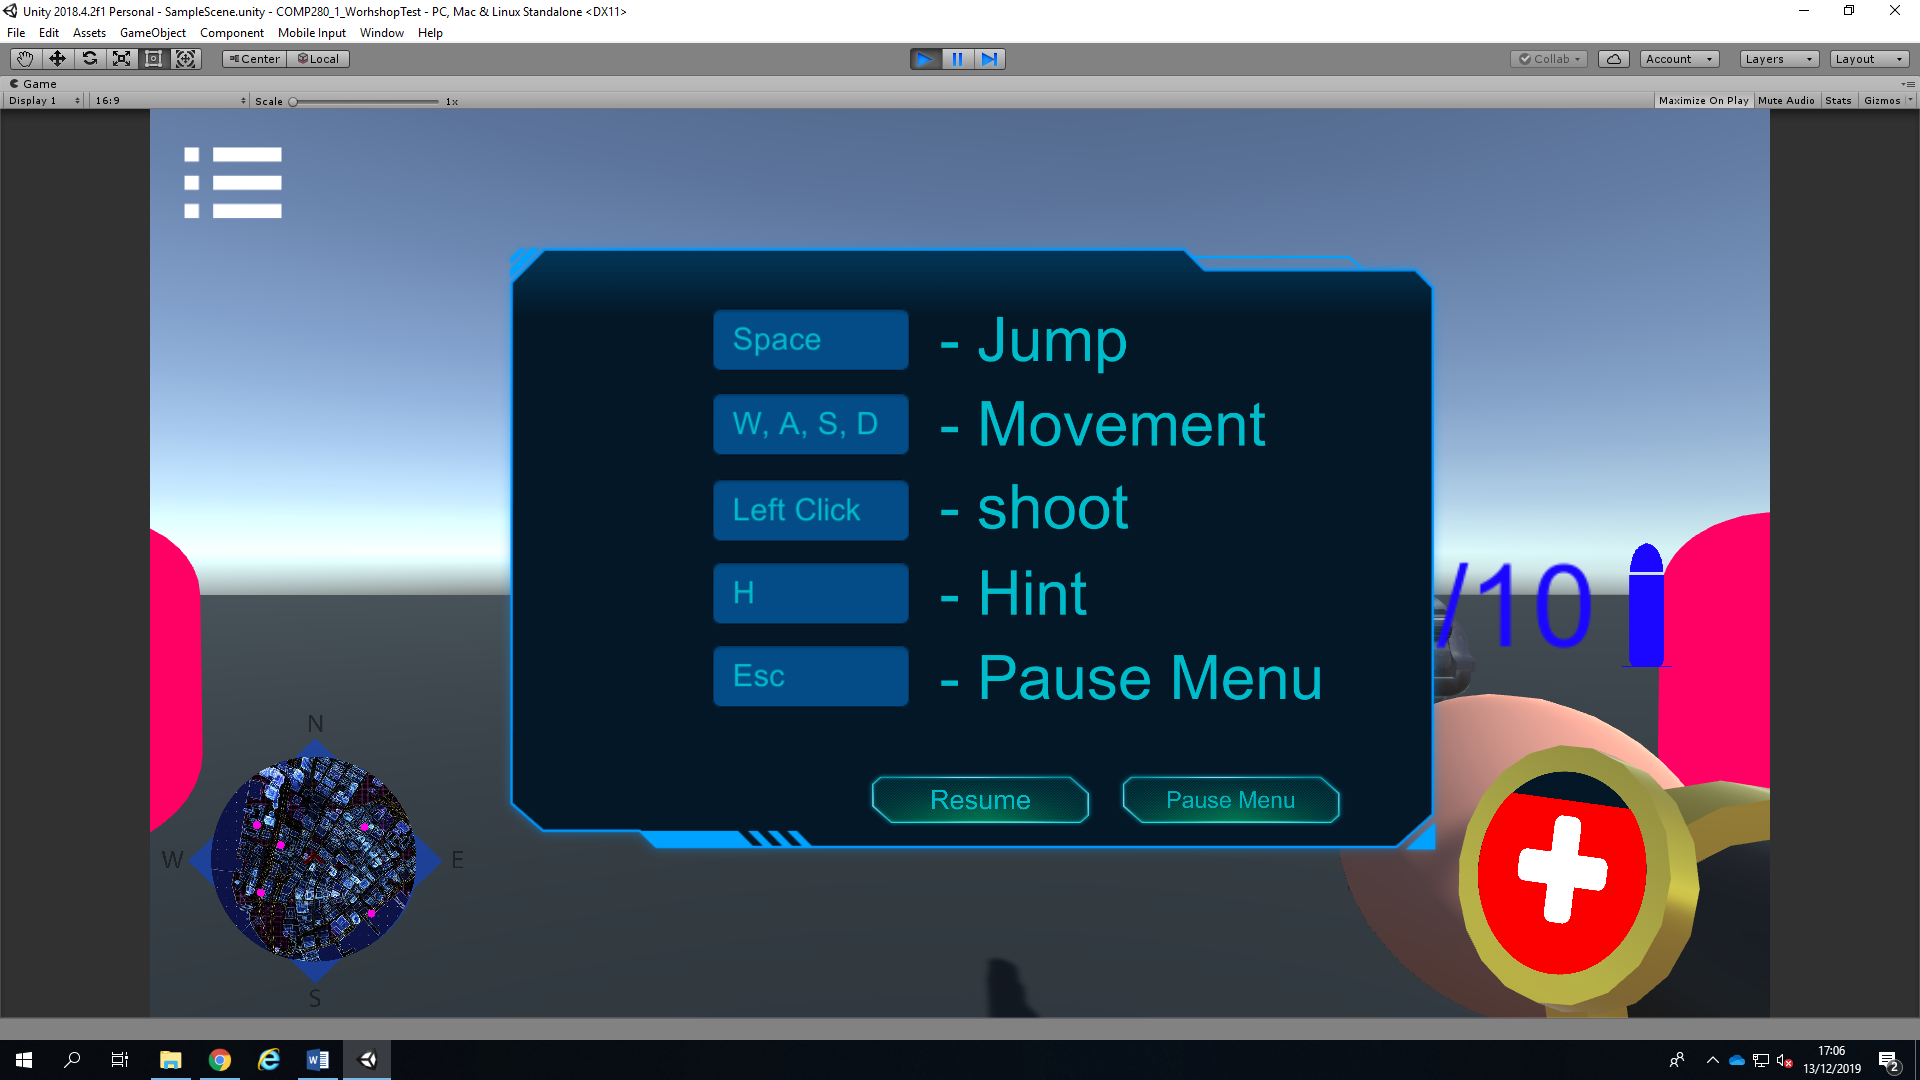 Unity 2018.4.2f1 Personal - SampleScene.unity - COMP280_1_WorhshopTest - PC, Mac & Linux Standalone <DX11>
File Edit Assets GameObject Component Mobile Input Window Help
Center Local Collab Account Layers Layout
Game
Display 1 16:9 Scale 1x Maximize On Play Mute Audio Stats Gizmos
Space - Jump
W, A, S, D - Movement
Left Click - shoot
H - Hint
Esc - Pause Menu
/10
Resume Pause Menu
N
W E
S
17:06
13/12/2019
2